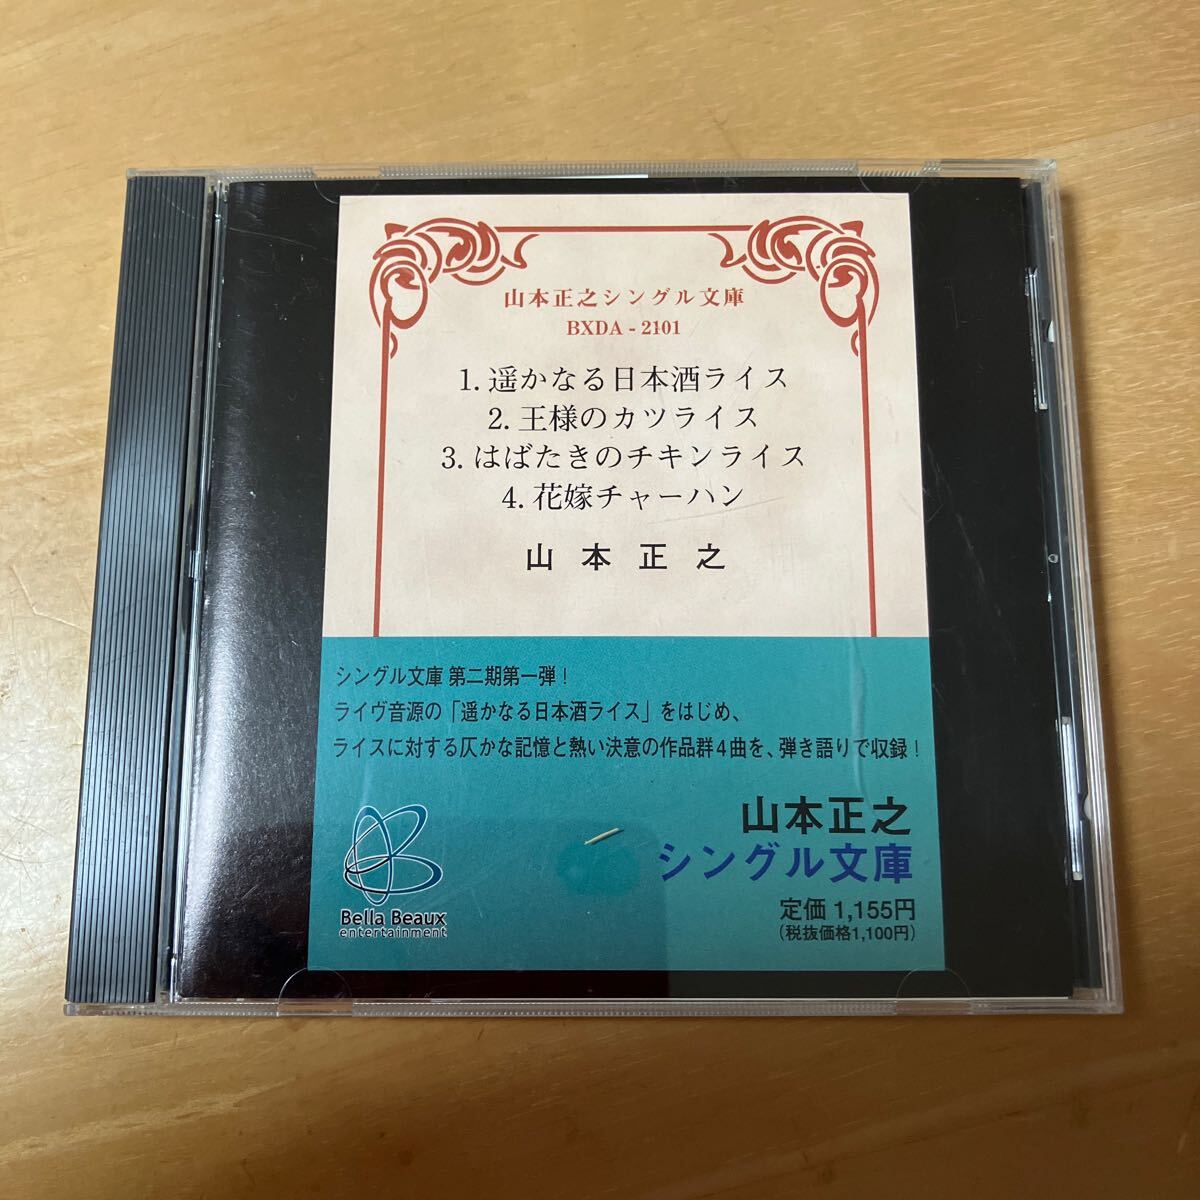 山本正之シングル文庫
BXDA - 2101
1. 遥かなる日本酒ライス
2. 王様のカツライス
3. はばたきのチキンライス
4. 花嫁チャーハン
山本正之
シングル文庫 第二期第一弾！
ライヴ音源の「遥かなる日本酒ライス」をはじめ、
ライスに対する仄かな記憶と熱い決意の作品群４曲を、弾き語りで収録！
山本正之
シングル文庫
定価 1,155円
(税抜価格1,100円)
Bella Beaux
entertainment